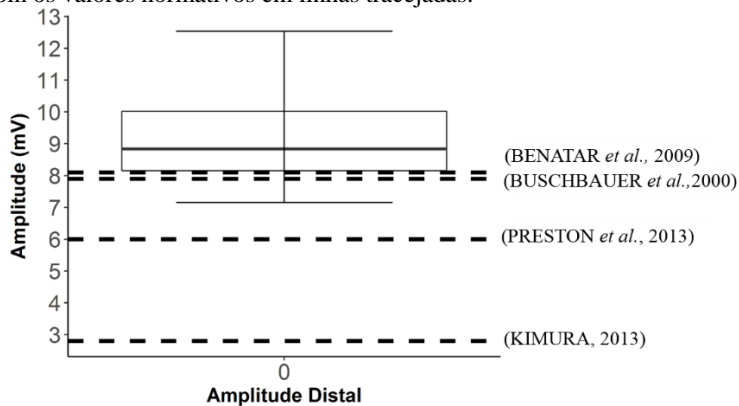 om os valores normativos em linhas tracejadas.
13
12
11
10
9
8
7
6
5
4
3
Amplitude (mV)
(BENATAR et al., 2009)
(BUSCHBAUER et al.,2000)
(PRESTON et al., 2013)
(KIMURA, 2013)
0
Amplitude Distal